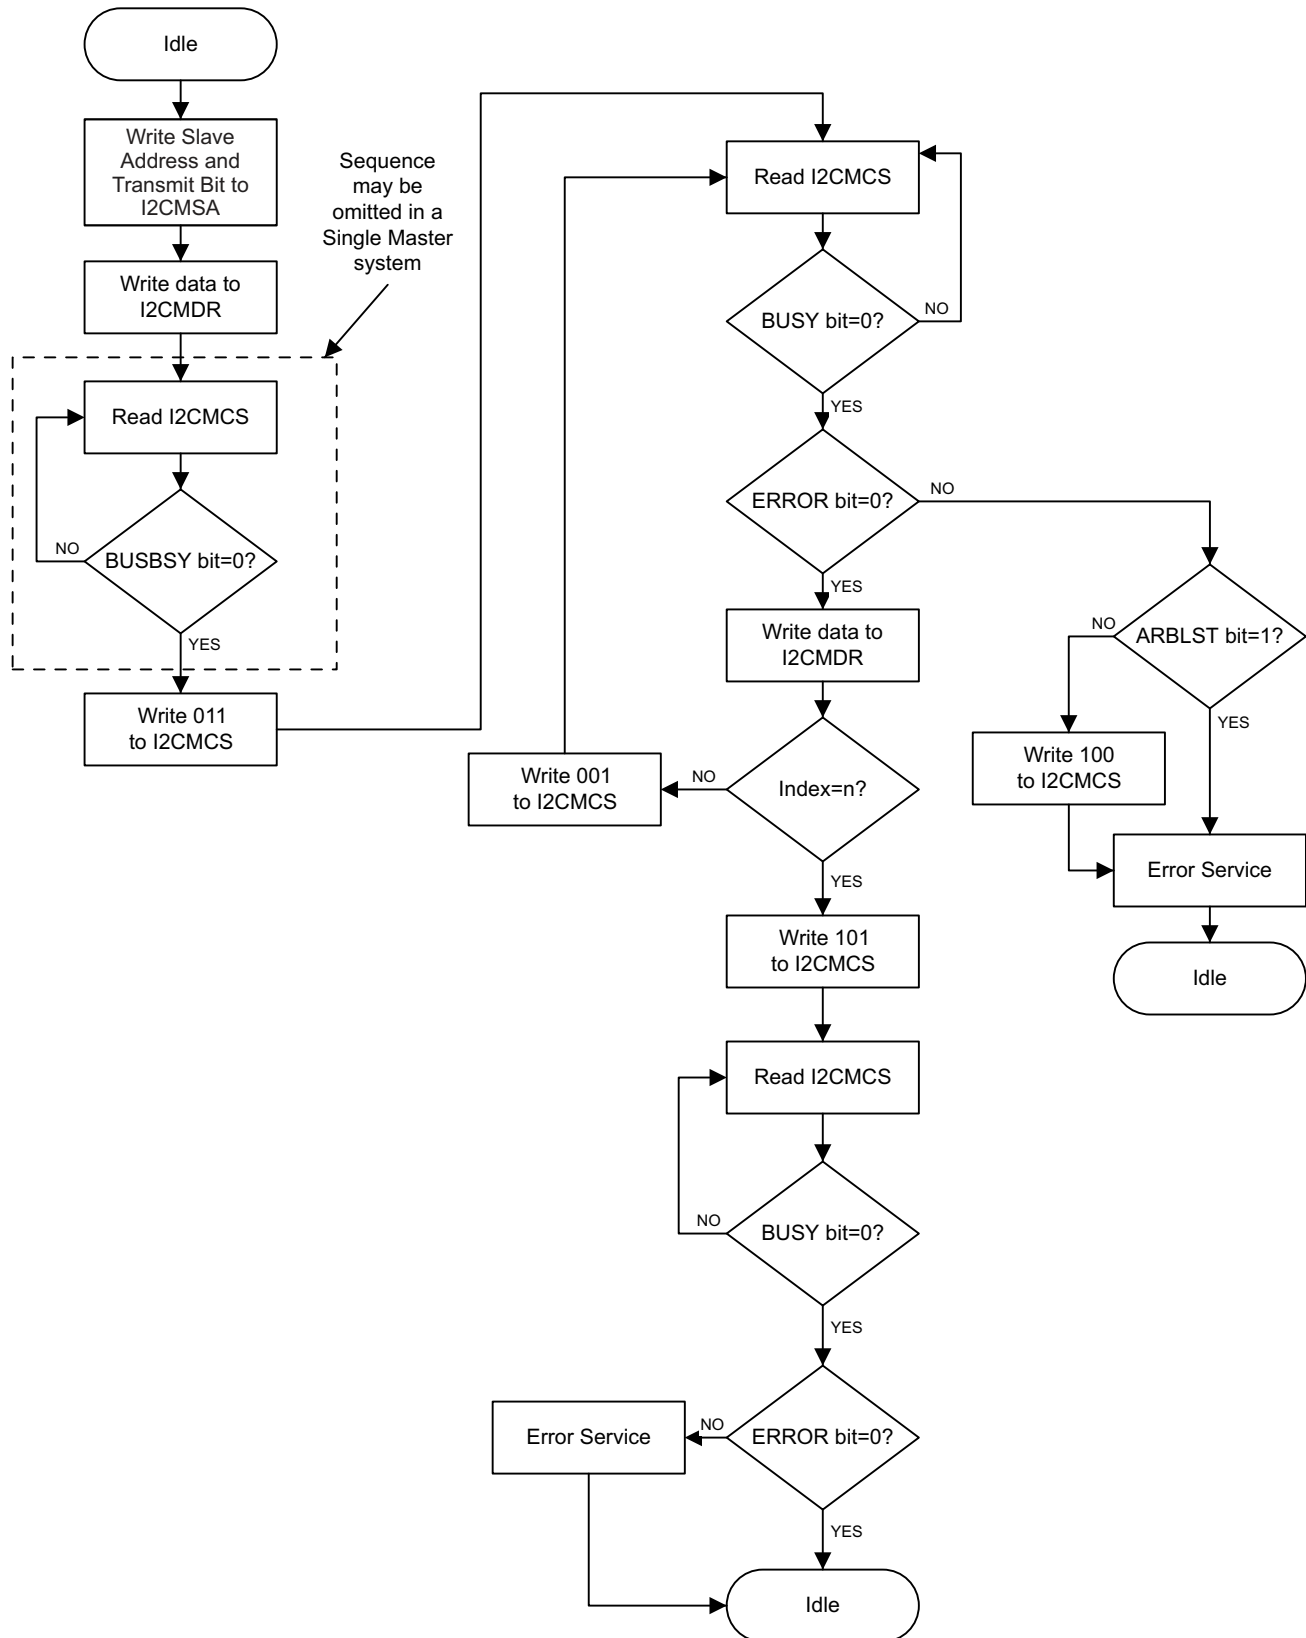 Idle
Write Slave
Address and
Transmit Bit to
I2CMSA
Write data to
I2CMDR
Sequence
may be
omitted in a
Single Master
system
Read I2CMCS
NO
BUSBSY bit=0?
YES
Write 011
to I2CMCS
Read I2CMCS
BUSY bit=0?
NO
YES
ERROR bit=0?
NO
YES
Write data to
I2CMDR
Index=n?
NO
Write 001
to I2CMCS
YES
ARBLST bit=1?
NO
YES
Write 100
to I2CMCS
Error Service
Idle
Write 101
to I2CMCS
Read I2CMCS
BUSY bit=0?
NO
YES
ERROR bit=0?
NO
Error Service
YES
Idle